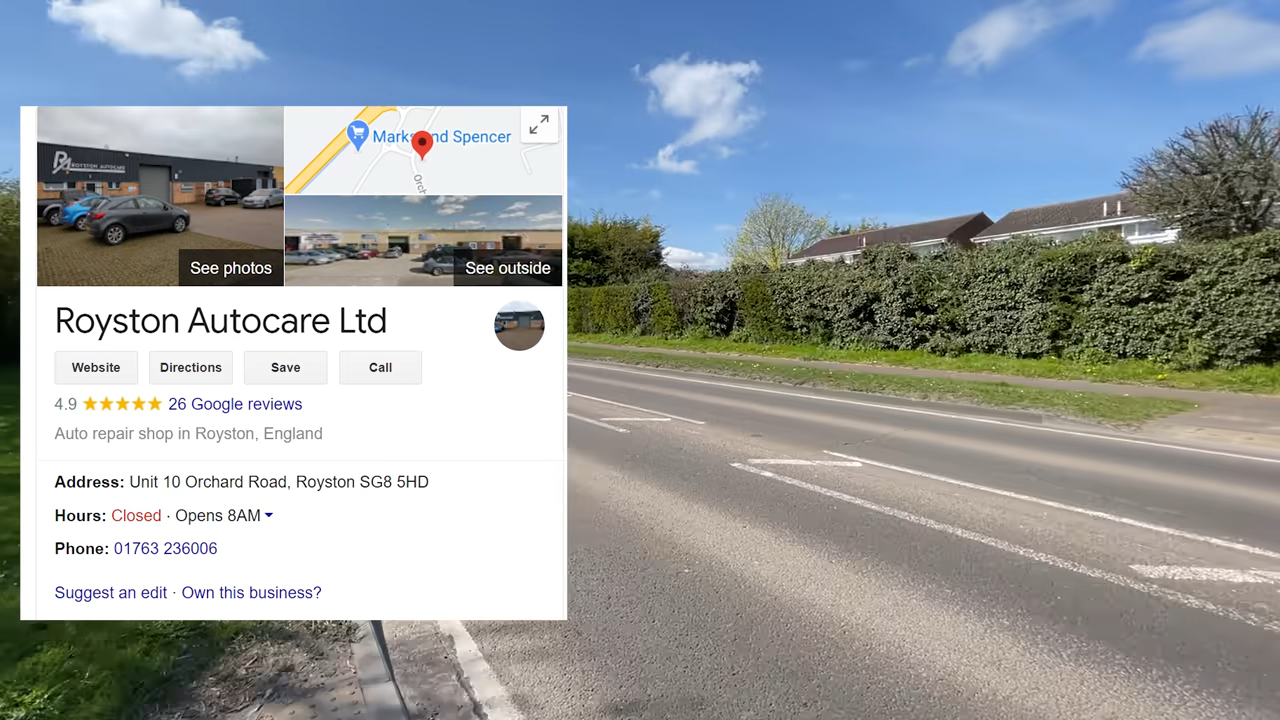 RA ROYSTON AUTOCARE
Marks and Spencer
Orch
See photos
See outside
Royston Autocare Ltd
Website
Directions
Save
Call
4.9 ★★★★★ 26 Google reviews
Auto repair shop in Royston, England
Address: Unit 10 Orchard Road, Royston SG8 5HD
Hours: Closed · Opens 8AM
Phone: 01763 236006
Suggest an edit · Own this business?